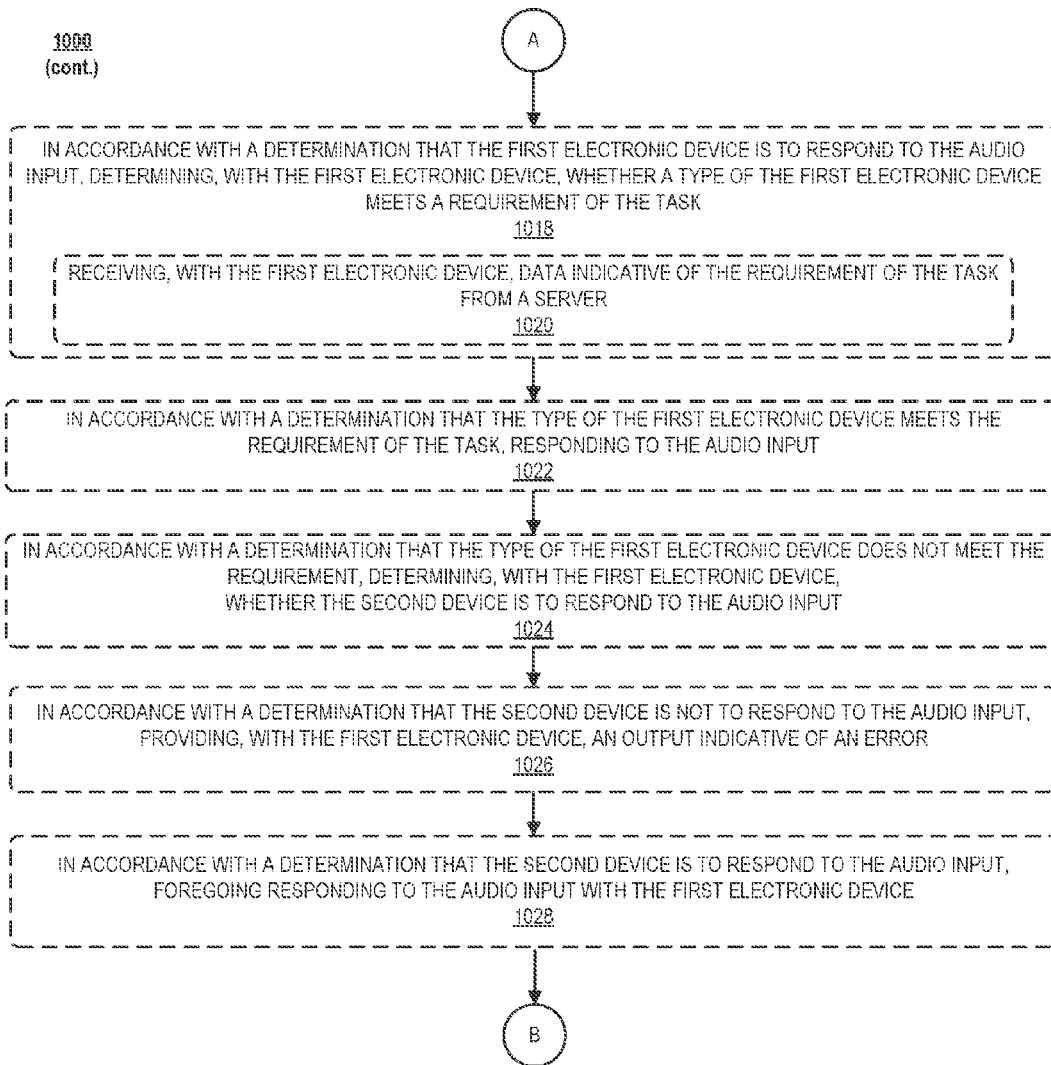 1000
(cont.)
A
IN ACCORDANCE WITH A DETERMINATION THAT THE FIRST ELECTRONIC DEVICE IS TO RESPOND TO THE AUDIO
INPUT, DETERMINING, WITH THE FIRST ELECTRONIC DEVICE, WHETHER A TYPE OF THE FIRST ELECTRONIC DEVICE
MEETS A REQUIREMENT OF THE TASK
1018
RECEIVING, WITH THE FIRST ELECTRONIC DEVICE, DATA INDICATIVE OF THE REQUIREMENT OF THE TASK
FROM A SERVER
1020
IN ACCORDANCE WITH A DETERMINATION THAT THE TYPE OF THE FIRST ELECTRONIC DEVICE MEETS THE
REQUIREMENT OF THE TASK, RESPONDING TO THE AUDIO INPUT
1022
IN ACCORDANCE WITH A DETERMINATION THAT THE TYPE OF THE FIRST ELECTRONIC DEVICE DOES NOT MEET THE
REQUIREMENT, DETERMINING, WITH THE FIRST ELECTRONIC DEVICE,
WHETHER THE SECOND DEVICE IS TO RESPOND TO THE AUDIO INPUT
1024
IN ACCORDANCE WITH A DETERMINATION THAT THE SECOND DEVICE IS NOT TO RESPOND TO THE AUDIO INPUT,
PROVIDING, WITH THE FIRST ELECTRONIC DEVICE, AN OUTPUT INDICATIVE OF AN ERROR
1026
IN ACCORDANCE WITH A DETERMINATION THAT THE SECOND DEVICE IS TO RESPOND TO THE AUDIO INPUT,
FOREGOING RESPONDING TO THE AUDIO INPUT WITH THE FIRST ELECTRONIC DEVICE
1028
B